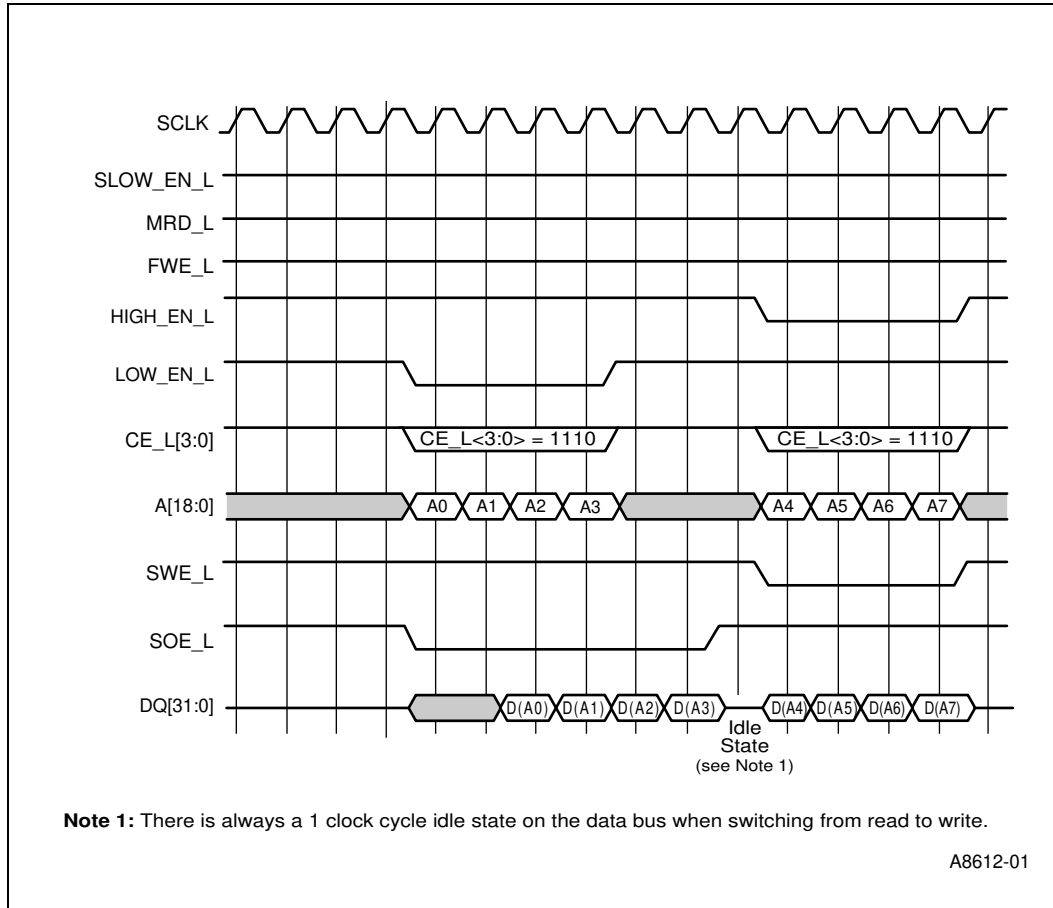 SCLK
SLOW_EN_L
MRD_L
FWE_L
HIGH_EN_L
LOW_EN_L
CE_L[3:0] CE_L<3:0> = 1110 CE_L<3:0> = 1110
A[18:0] A0 A1 A2 A3 A4 A5 A6 A7
SWE_L
SOE_L
DQ[31:0] D(A0) D(A1) D(A2) D(A3) D(A4) D(A5) D(A6) D(A7)
Idle
State
(see Note 1)
Note 1: There is always a 1 clock cycle idle state on the data bus when switching from read to write.
A8612-01